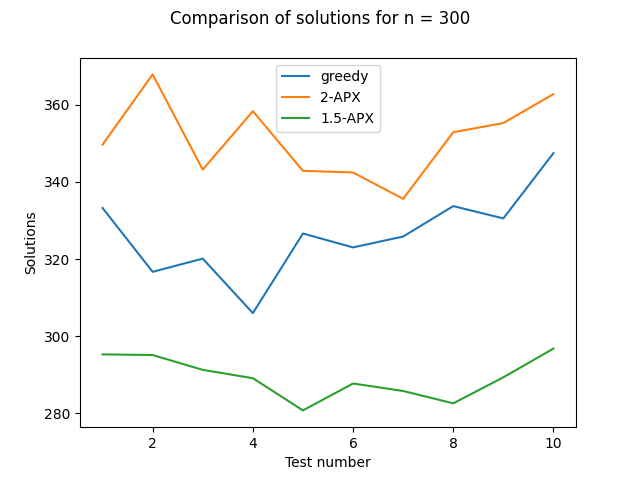 Comparison of solutions for n = 300
greedy
2-APX
1.5-APX
360
340
320
300
280
Solutions
2
4
6
8
10
Test number